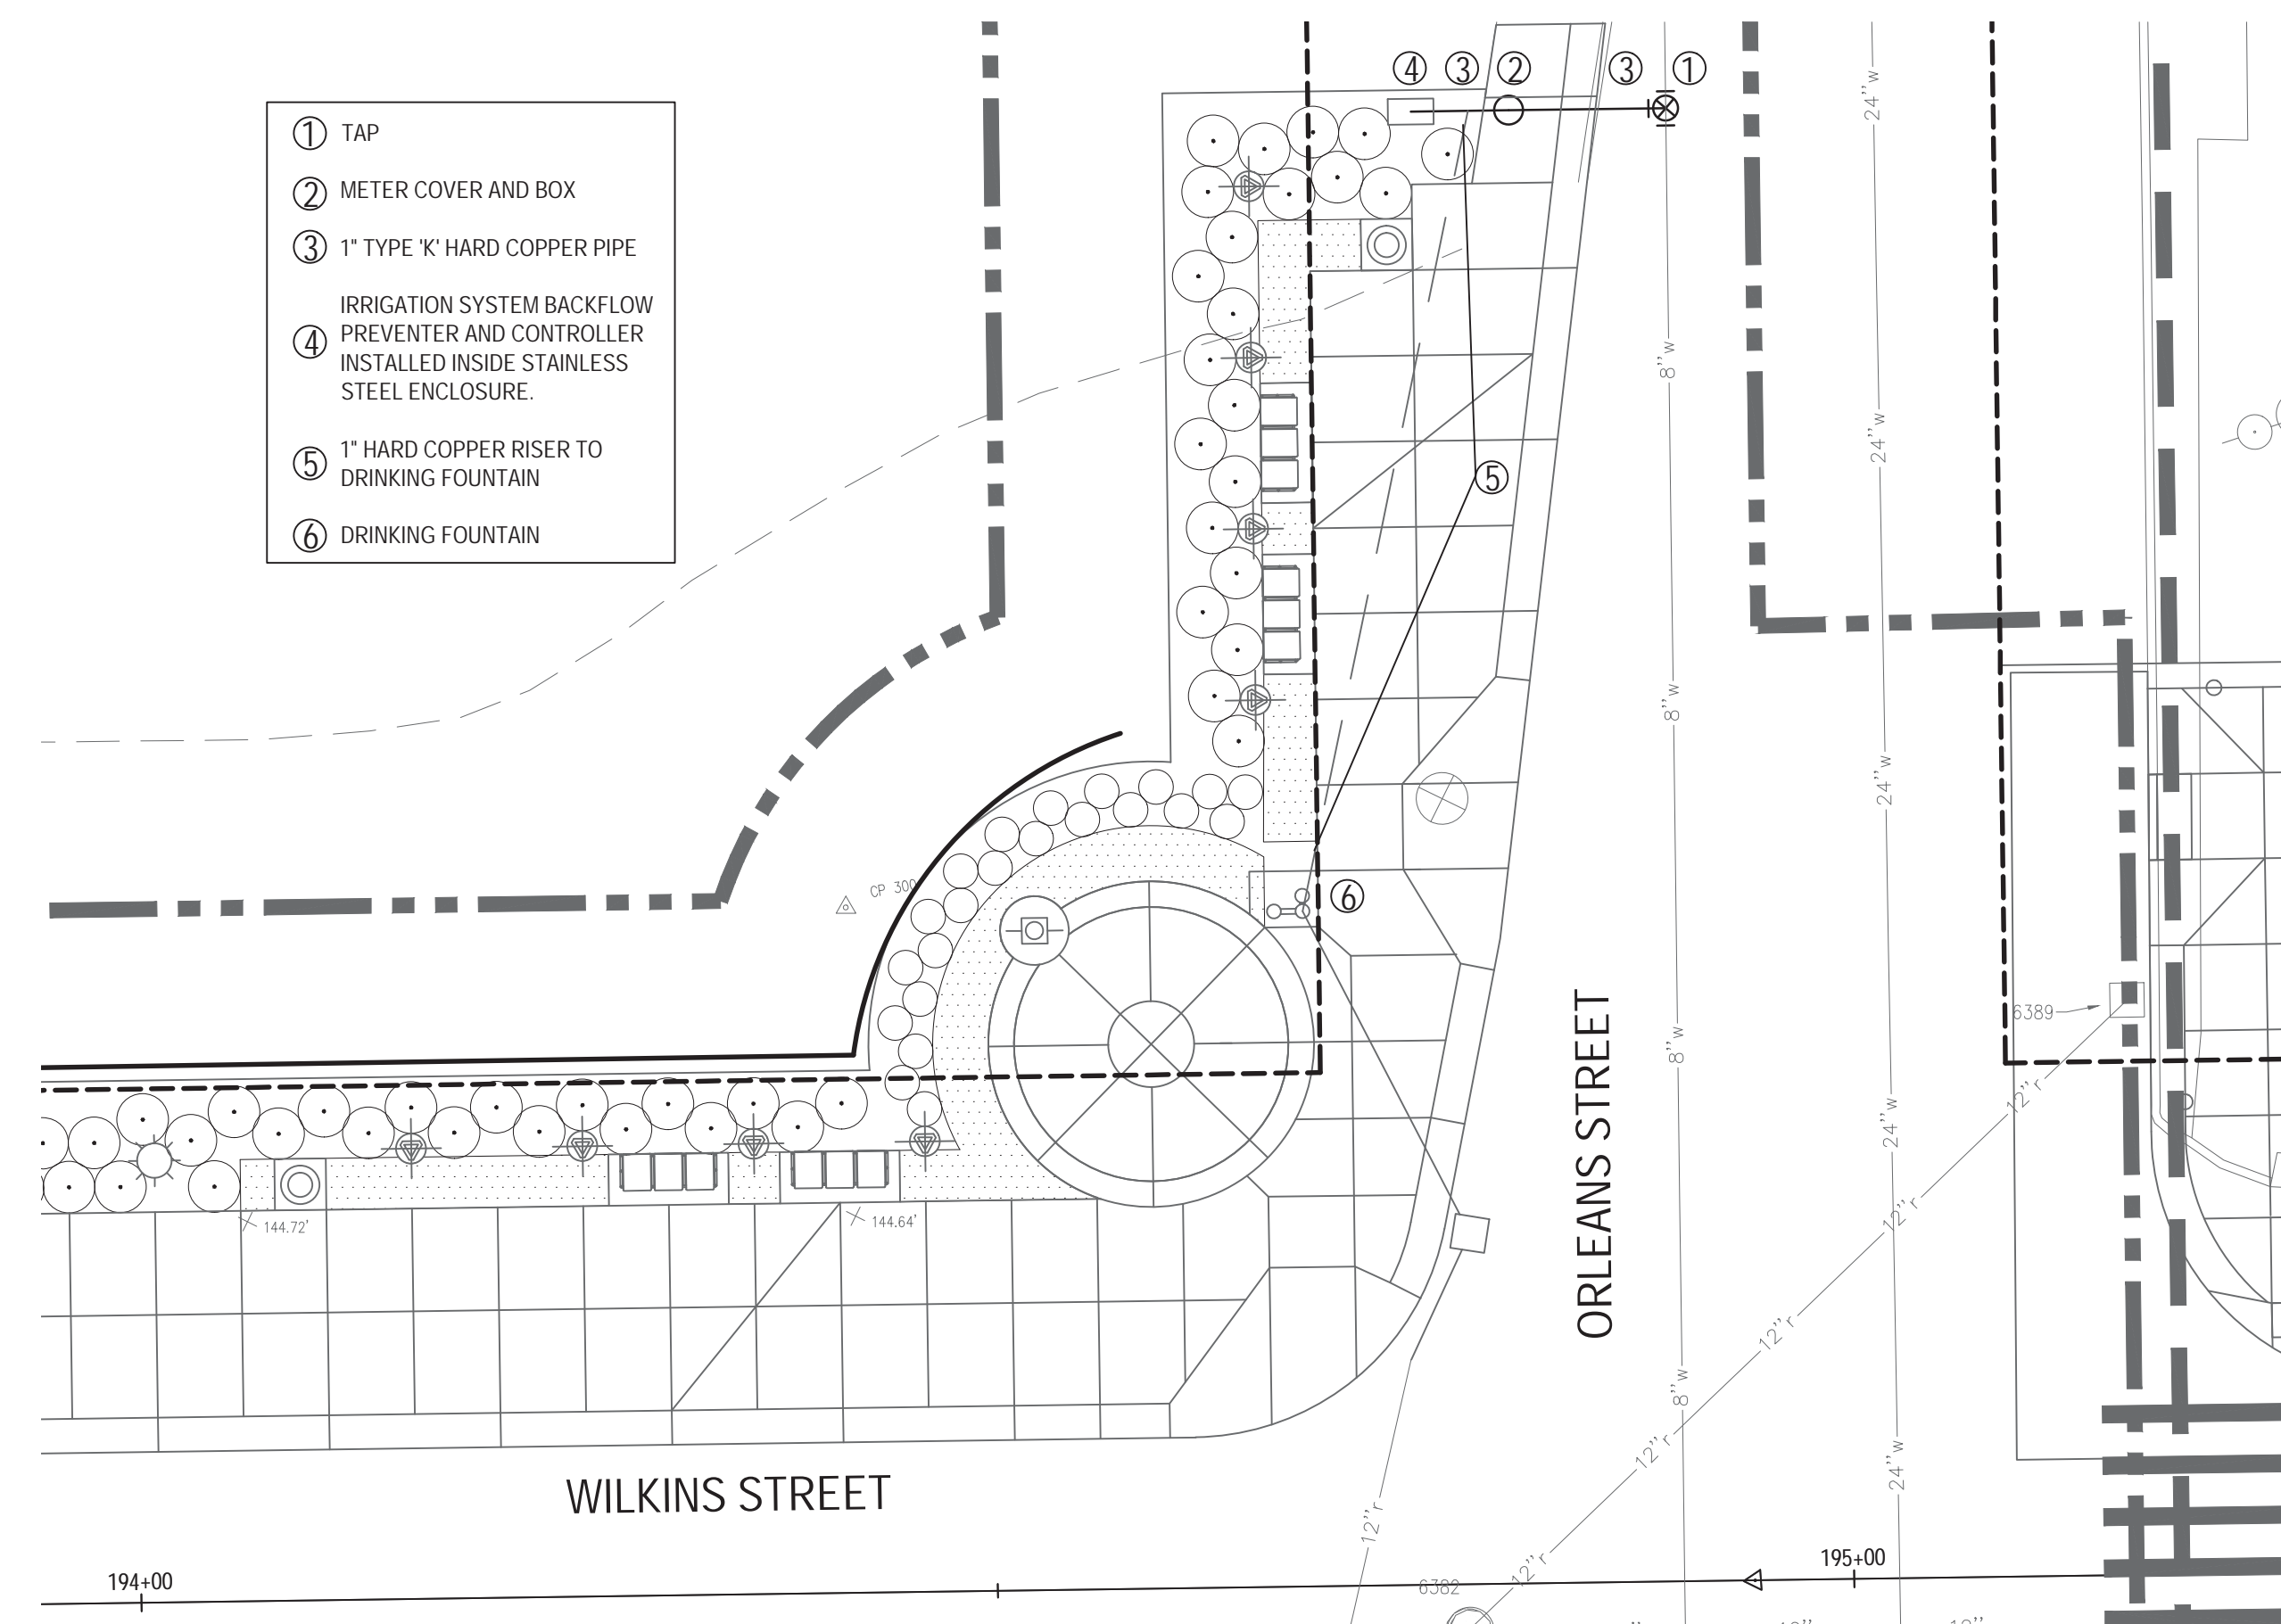 ④ ③ ② ③ ①
① TAP
② METER COVER AND BOX
③ 1" TYPE 'K' HARD COPPER PIPE
④ IRRIGATION SYSTEM BACKFLOW
PREVENTER AND CONTROLLER
INSTALLED INSIDE STAINLESS
STEEL ENCLOSURE.
⑤ 1" HARD COPPER RISER TO
DRINKING FOUNTAIN
⑥ DRINKING FOUNTAIN
24"w
8"w
24"w
⑤
8"w
24"w
CP 300
⑥
6389
8"w
12"r
24"w
12"r
144.72'
144.64'
ORLEANS STREET
12"r
8"w
12"r
24"w
WILKINS STREET
12"r
12"r
194+00
195+00
6382